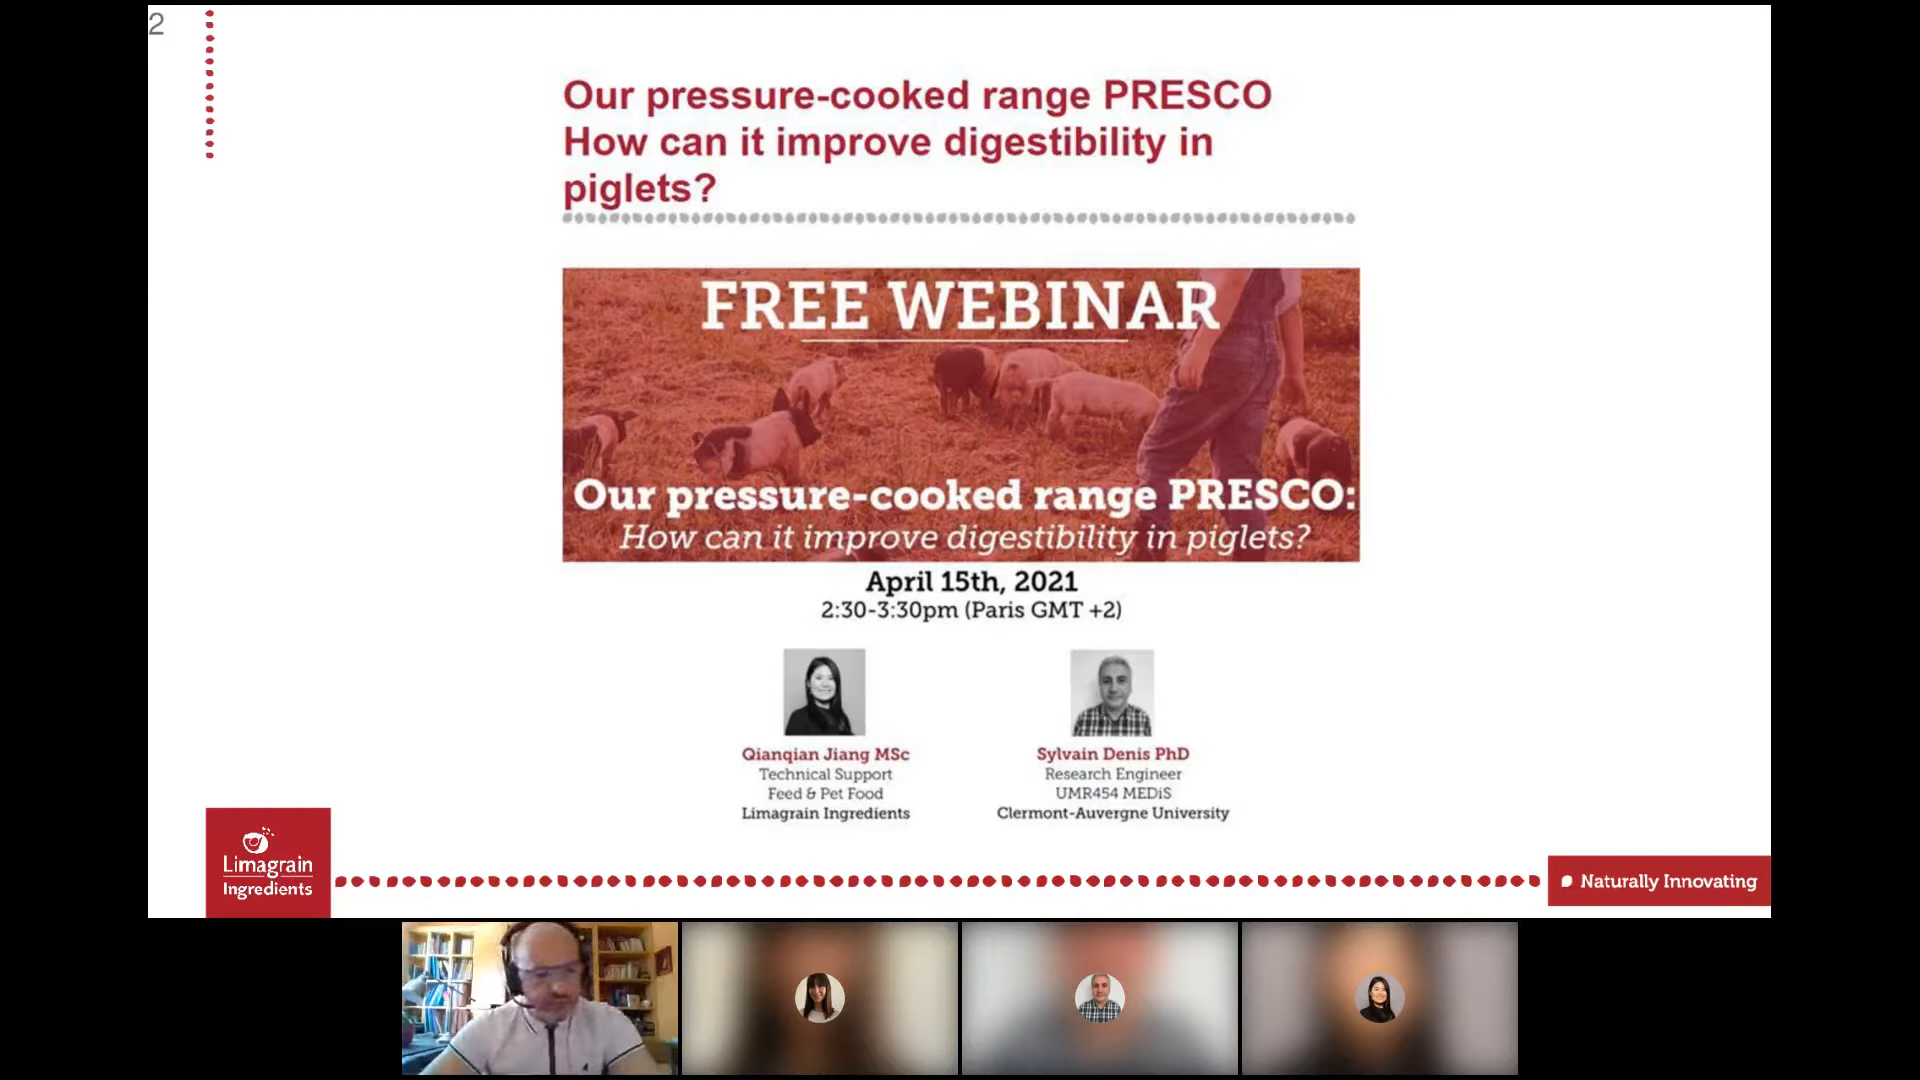 2
Our pressure-cooked range PRESCO
How can it improve digestibility in
piglets?
FREE WEBINAR
Our pressure-cooked range PRESCO:
How can it improve digestibility in piglets?
April 15th, 2021
2:30-3:30pm (Paris GMT +2)
Qianqian Jiang MSc
Technical Support
Feed & Pet Food
Limagrain Ingredients
Sylvain Denis PhD
Research Engineer
UMR454 MEDiS
Clermont-Auvergne University
Limagrain
Ingredients
Naturally Innovating